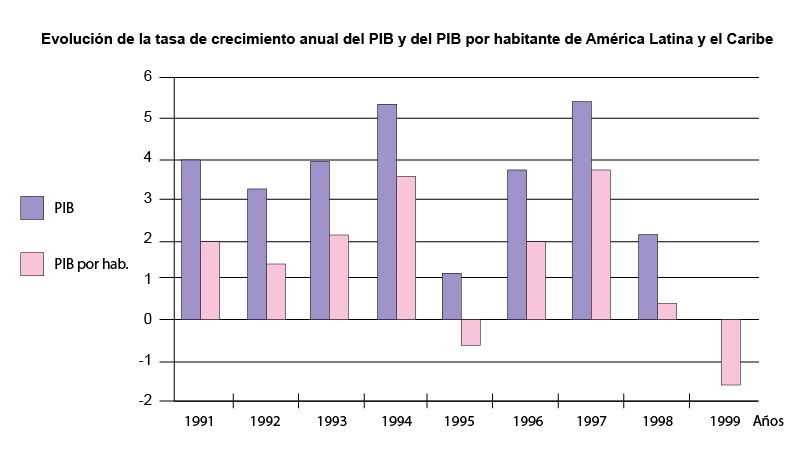 Evolución de la tasa de crecimiento anual del PIB y del PIB por habitante de América Latina y el Caribe
6
5
4
3
2
1
0
-1
-2
PIB
PIB por hab.
1991 1992 1993 1994 1995 1996 1997 1998 1999 Años